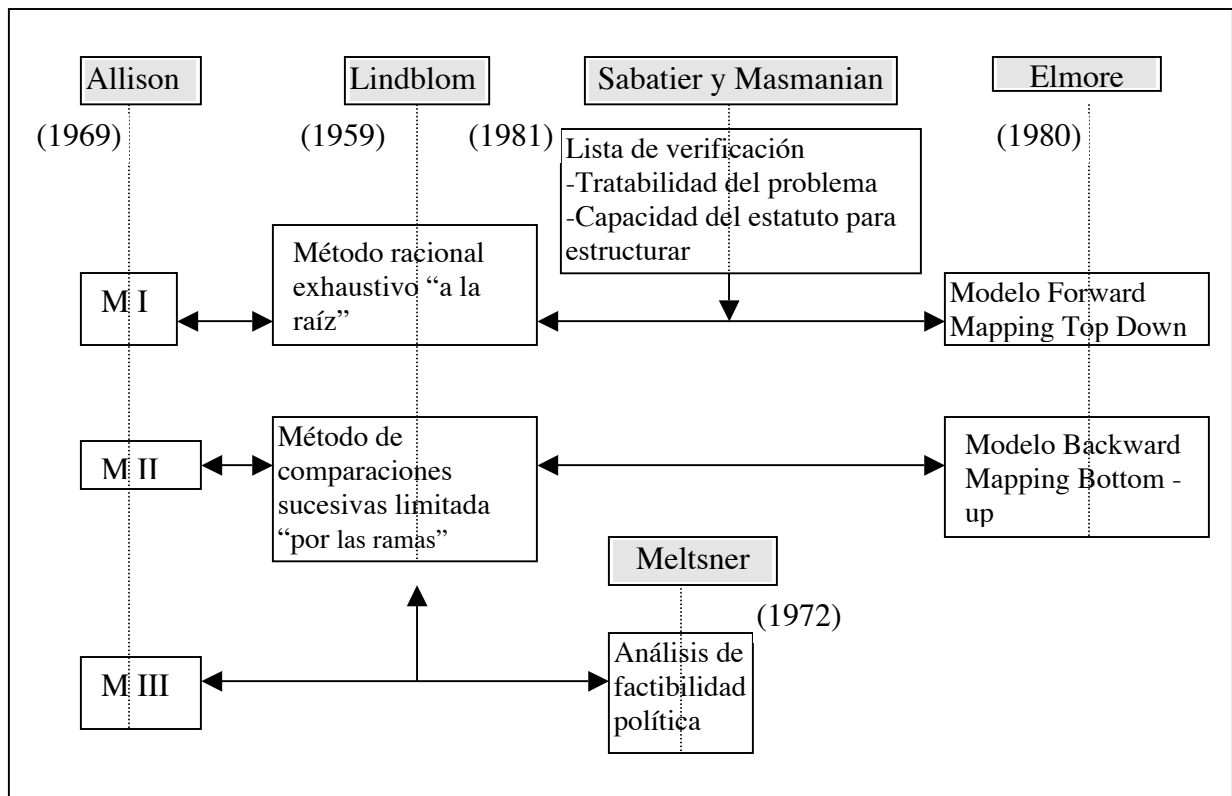 Allison
Lindblom
Sabatier y Masmanian
Elmore
(1969)
(1959)
(1981)
(1980)
Lista de verificación
-Tratabilidad del problema
-Capacidad del estatuto para
estructurar
M I
Método racional
exhaustivo “a la
raíz”
Modelo Forward
Mapping Top Down
M II
Método de
comparaciones
sucesivas limitada
“por las ramas”
Modelo Backward
Mapping Bottom -
up
Meltsner
(1972)
M III
Análisis de
factibilidad
política